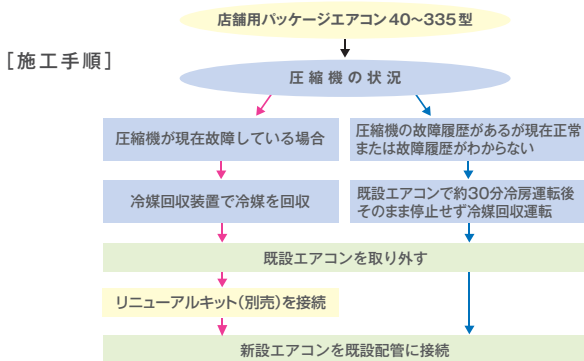 店舗用パッケージエアコン40～335型
［施工手順］
圧縮機の状況
圧縮機が現在故障している場合
圧縮機の故障履歴があるが現在正常
または故障履歴がわからない
冷媒回収装置で冷媒を回収
既設エアコンで約30分冷房運転後
そのまま停止せず冷媒回収運転
既設エアコンを取り外す
リニューアルキット（別売）を接続
新設エアコンを既設配管に接続